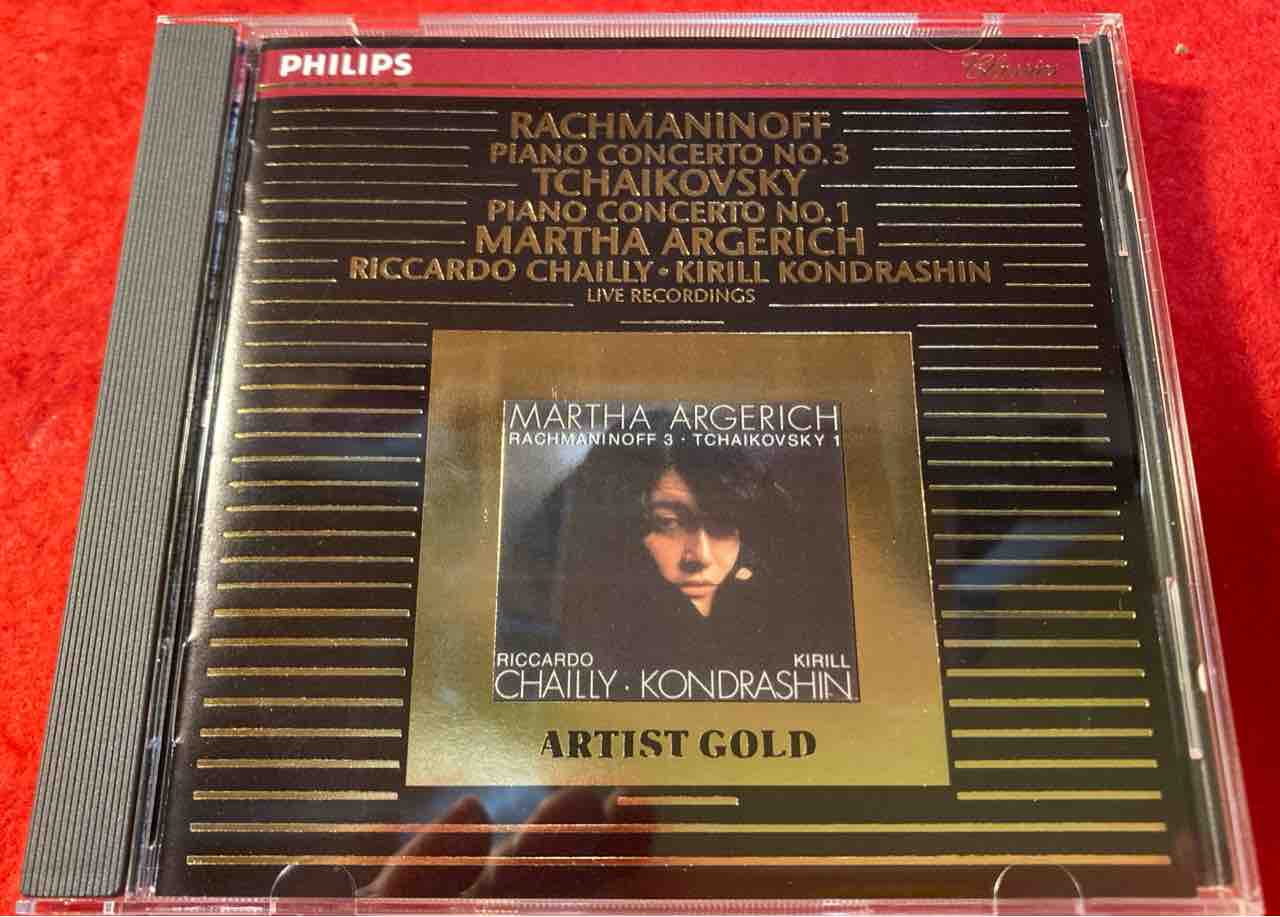 PHILIPS
Classics
RACHMANINOFF
PIANO CONCERTO NO.3
TCHAIKOVSKY
PIANO CONCERTO NO.1
MARTHA ARGERICH
RICCARDO CHAILLY · KIRILL KONDRASHIN
LIVE RECORDINGS
MARTHA ARGERICH
RACHMANINOFF 3 · TCHAIKOVSKY 1
RICCARDO KIRILL
CHAILLY · KONDRASHIN
ARTIST GOLD